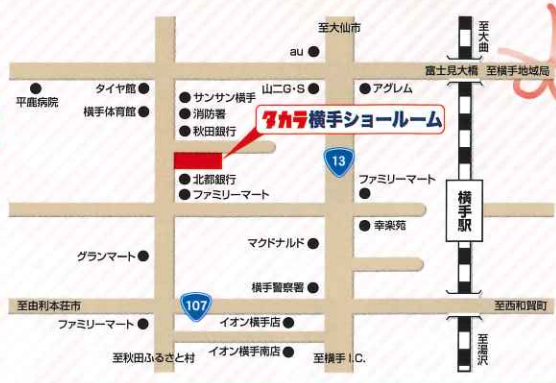 至大仙市
至大曲
au
富士見大橋
至横手地域局
平鹿病院
タイヤ館
山二G・S
アグレム
サンサン横手
横手体育館
消防署
秋田銀行
タカラ横手ショールーム
13
北都銀行
ファミリーマート
ファミリーマート
横手駅
幸楽苑
マクドナルド
グランマート
横手警察署
至由利本荘市
107
至西和賀町
ファミリーマート
イオン横手店
至秋田ふるさと村
イオン横手南店
至横手I.C.
至湯沢